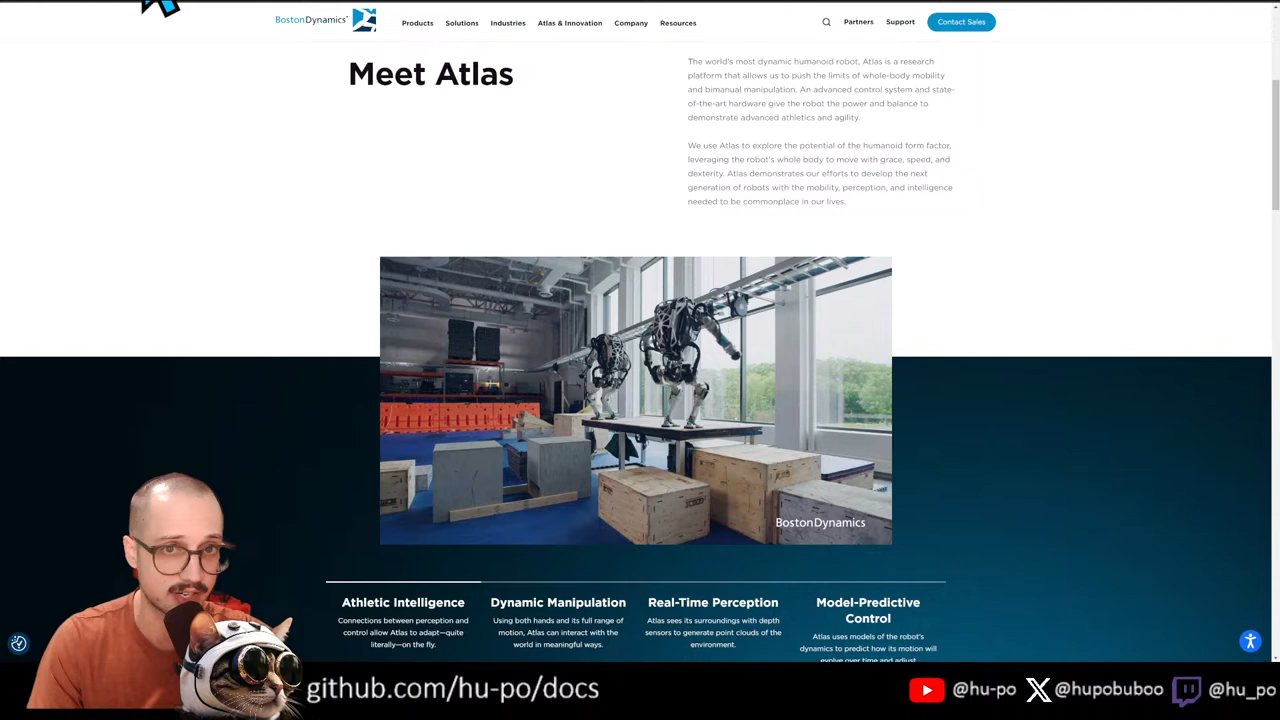 BostonDynamics
Products
Solutions
Industries
Atlas & Innovation
Company
Resources
Partners
Support
Contact Sales
Meet Atlas
The world's most dynamic humanoid robot, Atlas is a research
platform that allows us to push the limits of whole-body mobility
and bimanual manipulation. An advanced control system and state-
of-the-art hardware give the robot the power and balance to
demonstrate advanced athletics and agility.
We use Atlas to explore the potential of the humanoid form factor,
leveraging the robot's whole body to move with grace, speed, and
dexterity. Atlas demonstrates our efforts to develop the next
generation of robots with the mobility, perception, and intelligence
needed to be commonplace in our lives.
BostonDynamics
Athletic Intelligence
Connections between perception and
control allow Atlas to adapt—quite
literally—on the fly.
Dynamic Manipulation
Using both hands and its full range of
motion, Atlas can interact with the
world in meaningful ways.
Real-Time Perception
Atlas sees its surroundings with depth
sensors to generate point clouds of the
environment.
Model-Predictive
Control
Atlas uses models of the robot's
dynamics to predict how its motion will
evolve over time and adjust
github.com/hu-po/docs
@hu-po
@hupobuboo
@hu_po